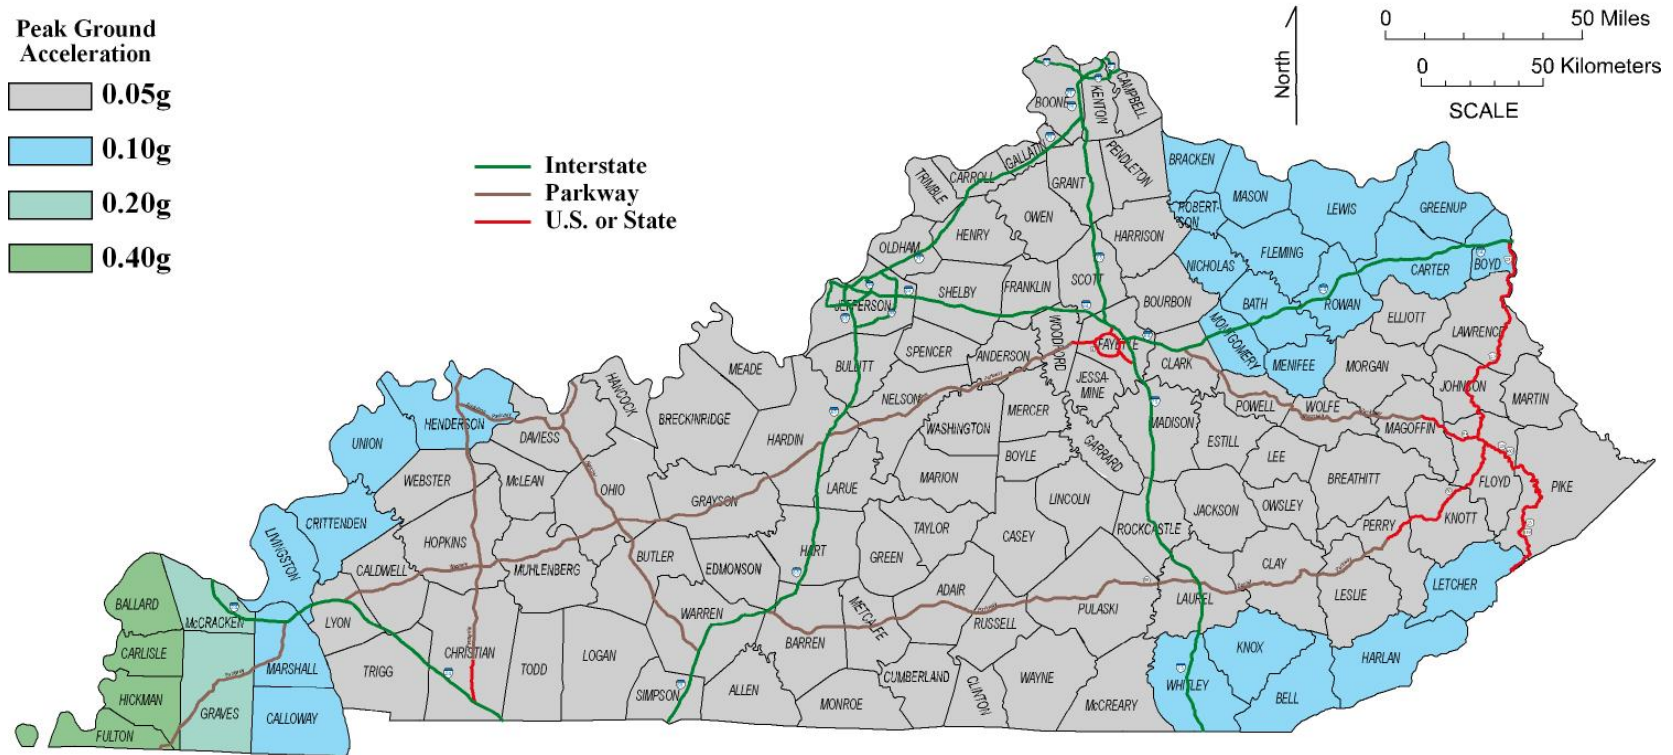 Peak Ground
Acceleration
0.05g
0.10g
0.20g
0.40g
Interstate
Parkway
U.S. or State
North
0 50 Miles
0 50 Kilometers
SCALE
BOONE
KENTON
CAMPBELL
GALLATIN
PENDLETON
BRACKEN
CARROLL
TRIMBLE
GRANT
MASON
ROBERT-
SON
LEWIS
GREENUP
OWEN
HENRY
HARRISON
OLDHAM
FLEMING
NICHOLAS
CARTER
BOYD
SCOTT
FRANKLIN
SHELBY
JEFFERSON
BOURBON
BATH
ROWAN
ELLIOTT
LAWRENCE
MONTGOMERY
WOODFORD
FAYETTE
SPENCER
ANDERSON
BULLITT
CLARK
MENIFEE
MORGAN
MEADE
HANCOCK
JESSA-
MINE
JOHNSON
MARTIN
NELSON
MERCER
POWELL
WOLFE
MAGOFFIN
BRECKINRIDGE
HENDERSON
UNION
DAVIESS
HARDIN
WASHINGTON
MADISON
ESTILL
GARRARD
BOYLE
LEE
WEBSTER
McLEAN
OHIO
GRAYSON
LARUE
MARION
BREATHITT
FLOYD
PIKE
LINCOLN
JACKSON
OWSLEY
CRITTENDEN
TAYLOR
ROCKCASTLE
PERRY
KNOTT
LIVINGSTON
HOPKINS
BUTLER
HART
GREEN
CASEY
CALDWELL
MUHLENBERG
EDMONSON
CLAY
LETCHER
BALLARD
McCRACKEN
LYON
WARREN
METCALFE
ADAIR
PULASKI
LAUREL
LESLIE
RUSSELL
BARREN
CARLISLE
MARSHALL
CHRISTIAN
TODD
LOGAN
KNOX
HARLAN
TRIGG
CUMBERLAND
WAYNE
HICKMAN
GRAVES
CALLOWAY
SIMPSON
ALLEN
MONROE
CLINTON
McCREARY
WHITLEY
BELL
FULTON